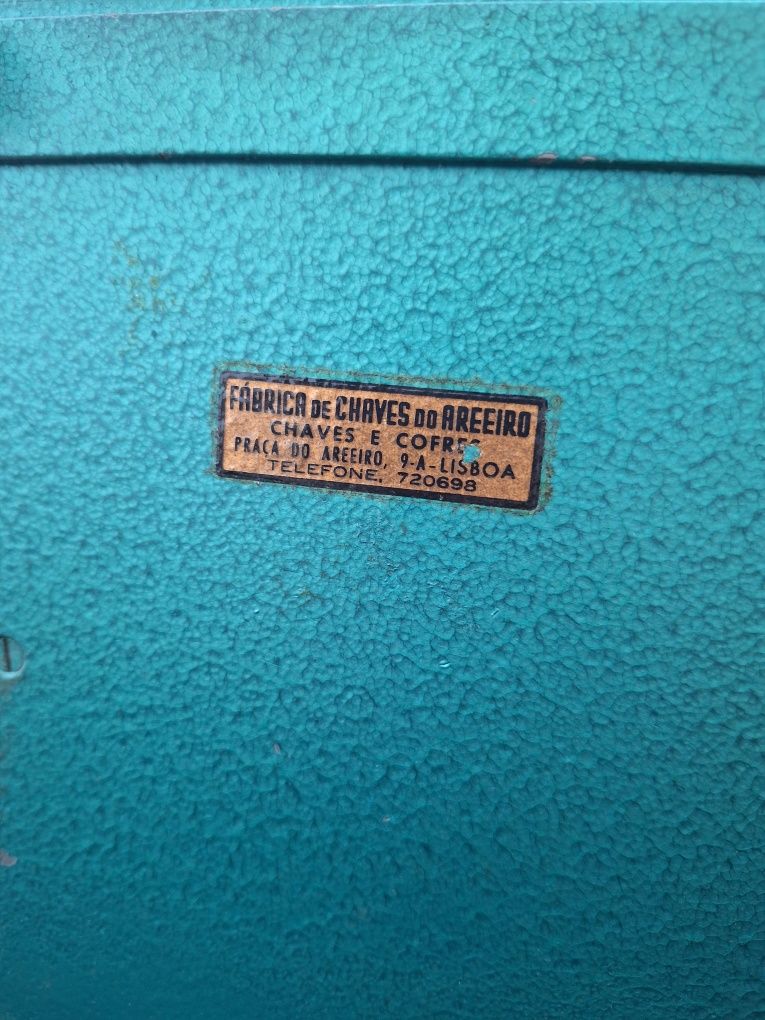 FÁBRICA DE CHAVES DO AREEIRO
CHAVES E COFRES
PRAÇA DO AREEIRO, 9-A-LISBOA
TELEFONE, 720698